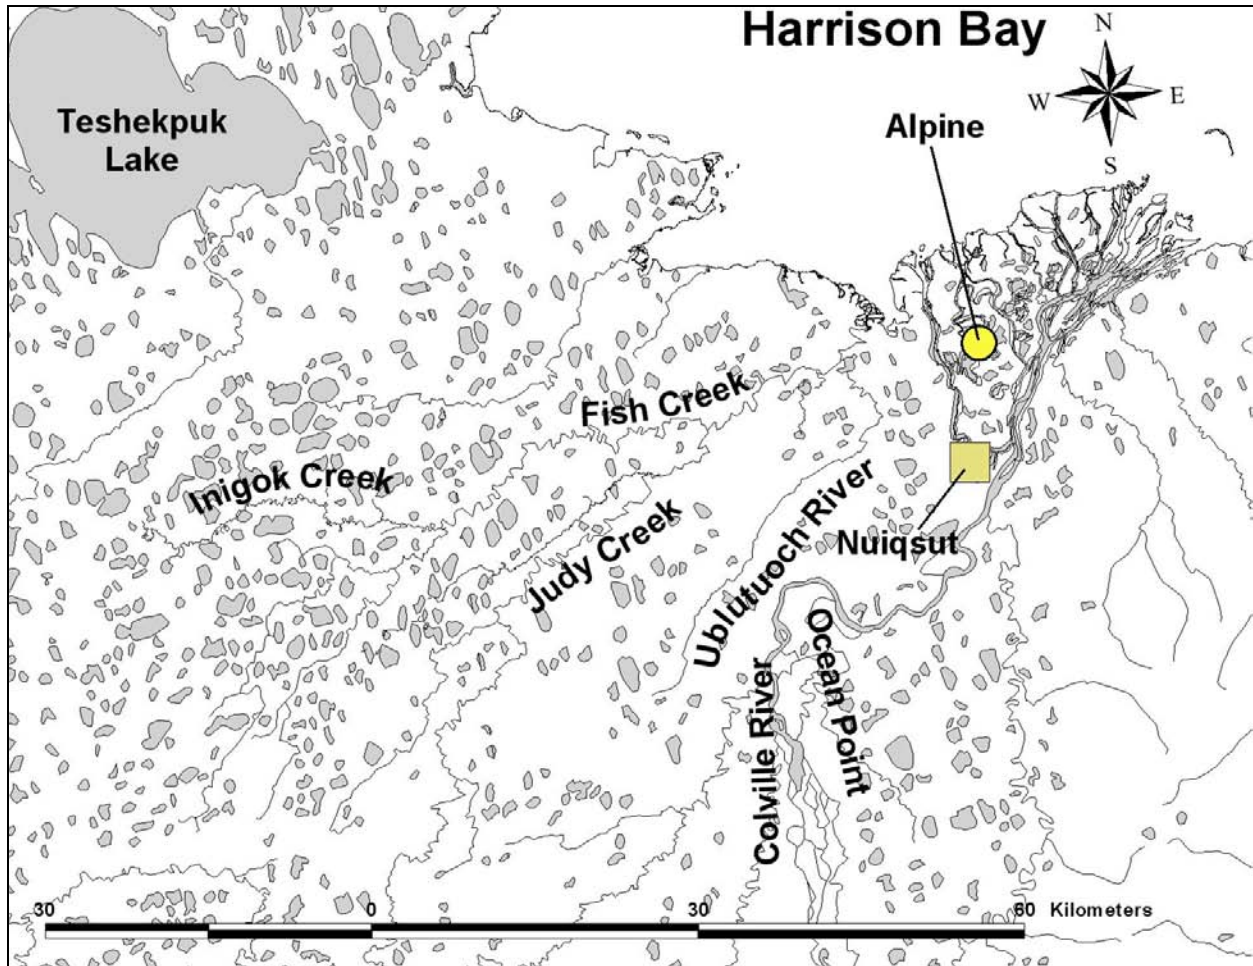 Harrison Bay
N
W E
S
Teshekpuk
Lake
Alpine
Fish Creek
Inigok Creek
Judy Creek
Ublutuoch River
Nuiqsut
Ocean Point
Colville River
30 0 30 60 Kilometers